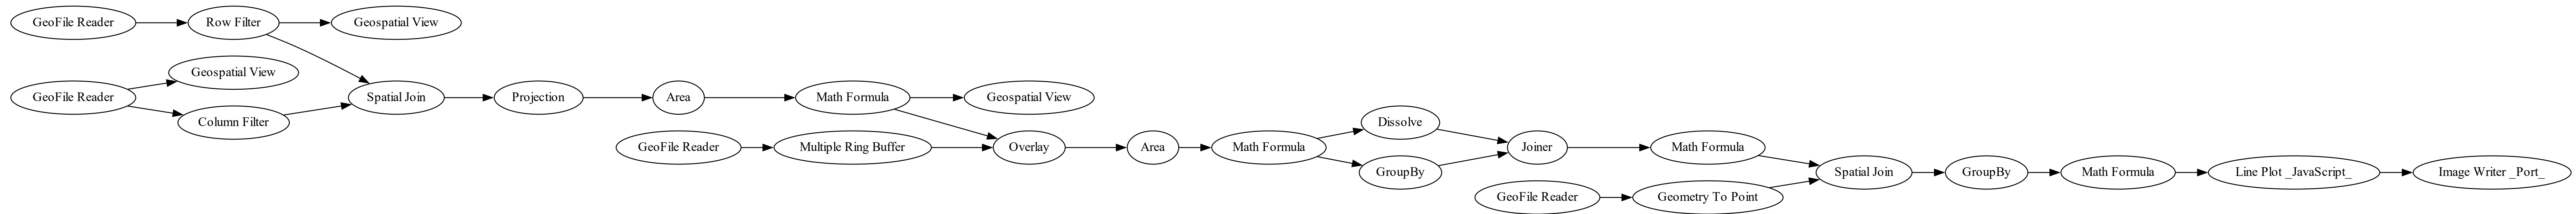 GeoFile Reader
Row Filter
Geospatial View
Geospatial View
GeoFile Reader
Column Filter
Spatial Join
Projection
Area
Math Formula
Geospatial View
GeoFile Reader
Multiple Ring Buffer
Overlay
Area
Math Formula
Dissolve
GroupBy
Joiner
Math Formula
GeoFile Reader
Geometry To Point
Spatial Join
GroupBy
Math Formula
Line Plot _JavaScript_
Image Writer _Port_